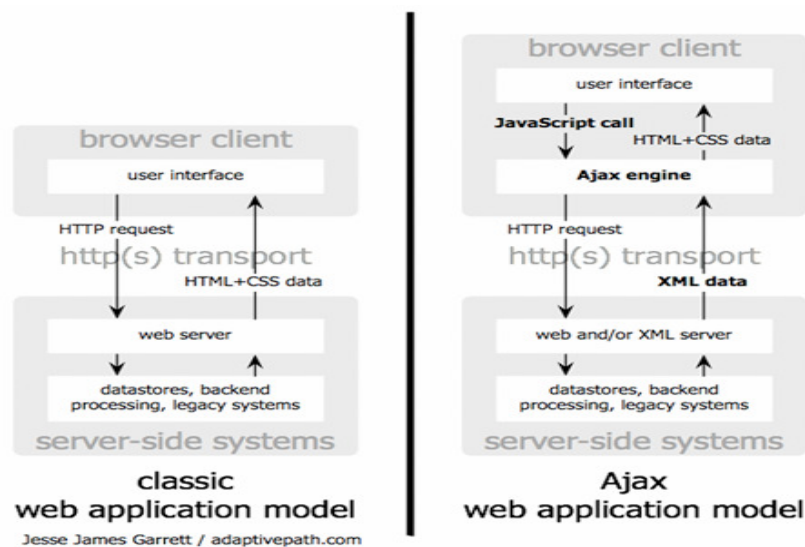 browser client
user interface
HTTP request
http(s) transport
HTML+CSS data
web server
datastores, backend
processing, legacy systems
server-side systems
classic
web application model
Jesse James Garrett / adaptivepath.com
browser client
user interface
JavaScript call
HTML+CSS data
Ajax engine
HTTP request
http(s) transport
XML data
web and/or XML server
datastores, backend
processing, legacy systems
server-side systems
Ajax
web application model